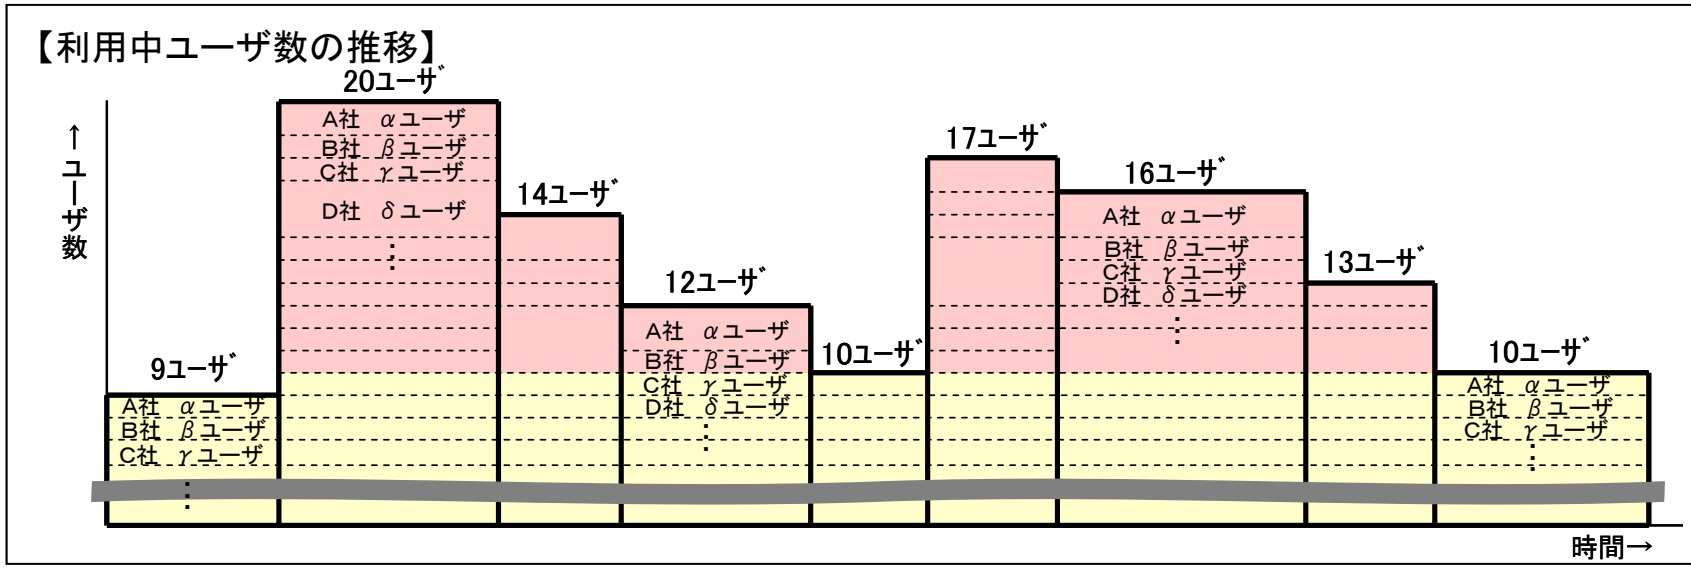 【利用中ユーザ数の推移】
↑ユーザ数
9ユーザ
A社 αユーザ
B社 βユーザ
C社 γユーザ
⋮
20ユーザ
A社 αユーザ
B社 βユーザ
C社 γユーザ
D社 δユーザ
⋮
14ユーザ
12ユーザ
A社 αユーザ
B社 βユーザ
C社 γユーザ
D社 δユーザ
⋮
10ユーザ
17ユーザ
16ユーザ
A社 αユーザ
B社 βユーザ
C社 γユーザ
D社 δユーザ
⋮
13ユーザ
10ユーザ
A社 αユーザ
B社 βユーザ
C社 γユーザ
⋮
時間→